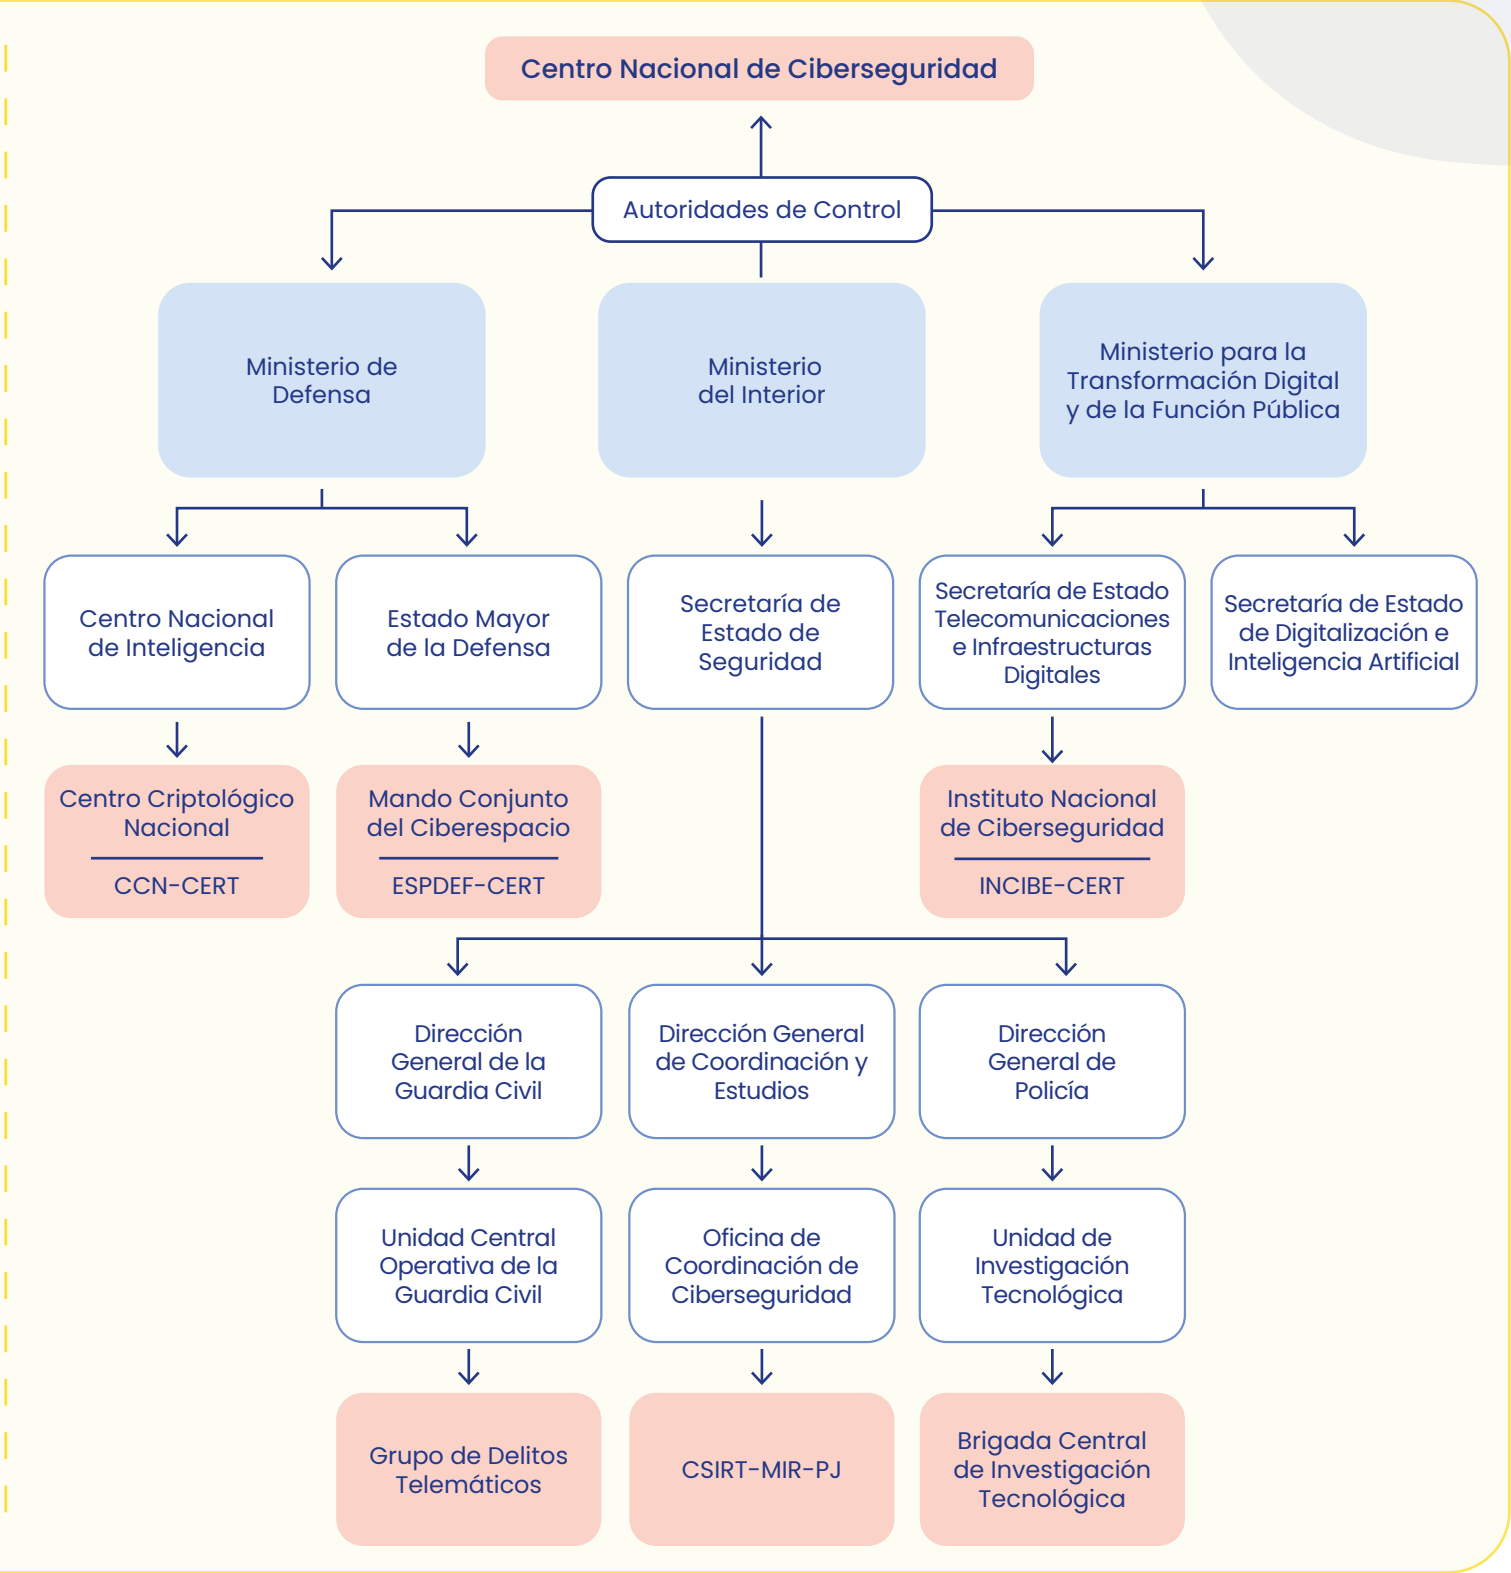 Centro Nacional de Ciberseguridad
Autoridades de Control
Ministerio de
Defensa
Ministerio
del Interior
Ministerio para la
Transformación Digital
y de la Función Pública
Centro Nacional
de Inteligencia
Estado Mayor
de la Defensa
Secretaría de
Estado de
Seguridad
Secretaría de Estado
Telecomunicaciones
e Infraestructuras
Digitales
Secretaría de Estado
de Digitalización e
Inteligencia Artificial
Centro Criptológico
Nacional
CCN-CERT
Mando Conjunto
del Ciberespacio
ESPDEF-CERT
Instituto Nacional
de Ciberseguridad
INCIBE-CERT
Dirección
General de la
Guardia Civil
Dirección General
de Coordinación y
Estudios
Dirección
General de
Policía
Unidad Central
Operativa de la
Guardia Civil
Oficina de
Coordinación de
Ciberseguridad
Unidad de
Investigación
Tecnológica
Grupo de Delitos
Telemáticos
CSIRT-MIR-PJ
Brigada Central
de Investigación
Tecnológica